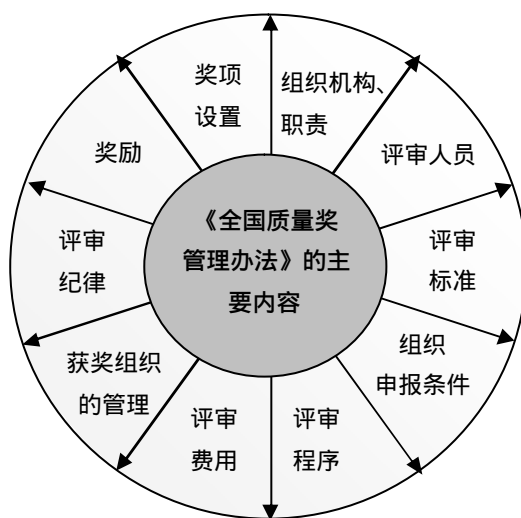 《全国质量奖
管理办法》的主
要内容
奖项
设置
组织机构、
职责
评审人员
评审
标准
组织
申报条件
评审
程序
评审
费用
获奖组织
的管理
评审
纪律
奖励